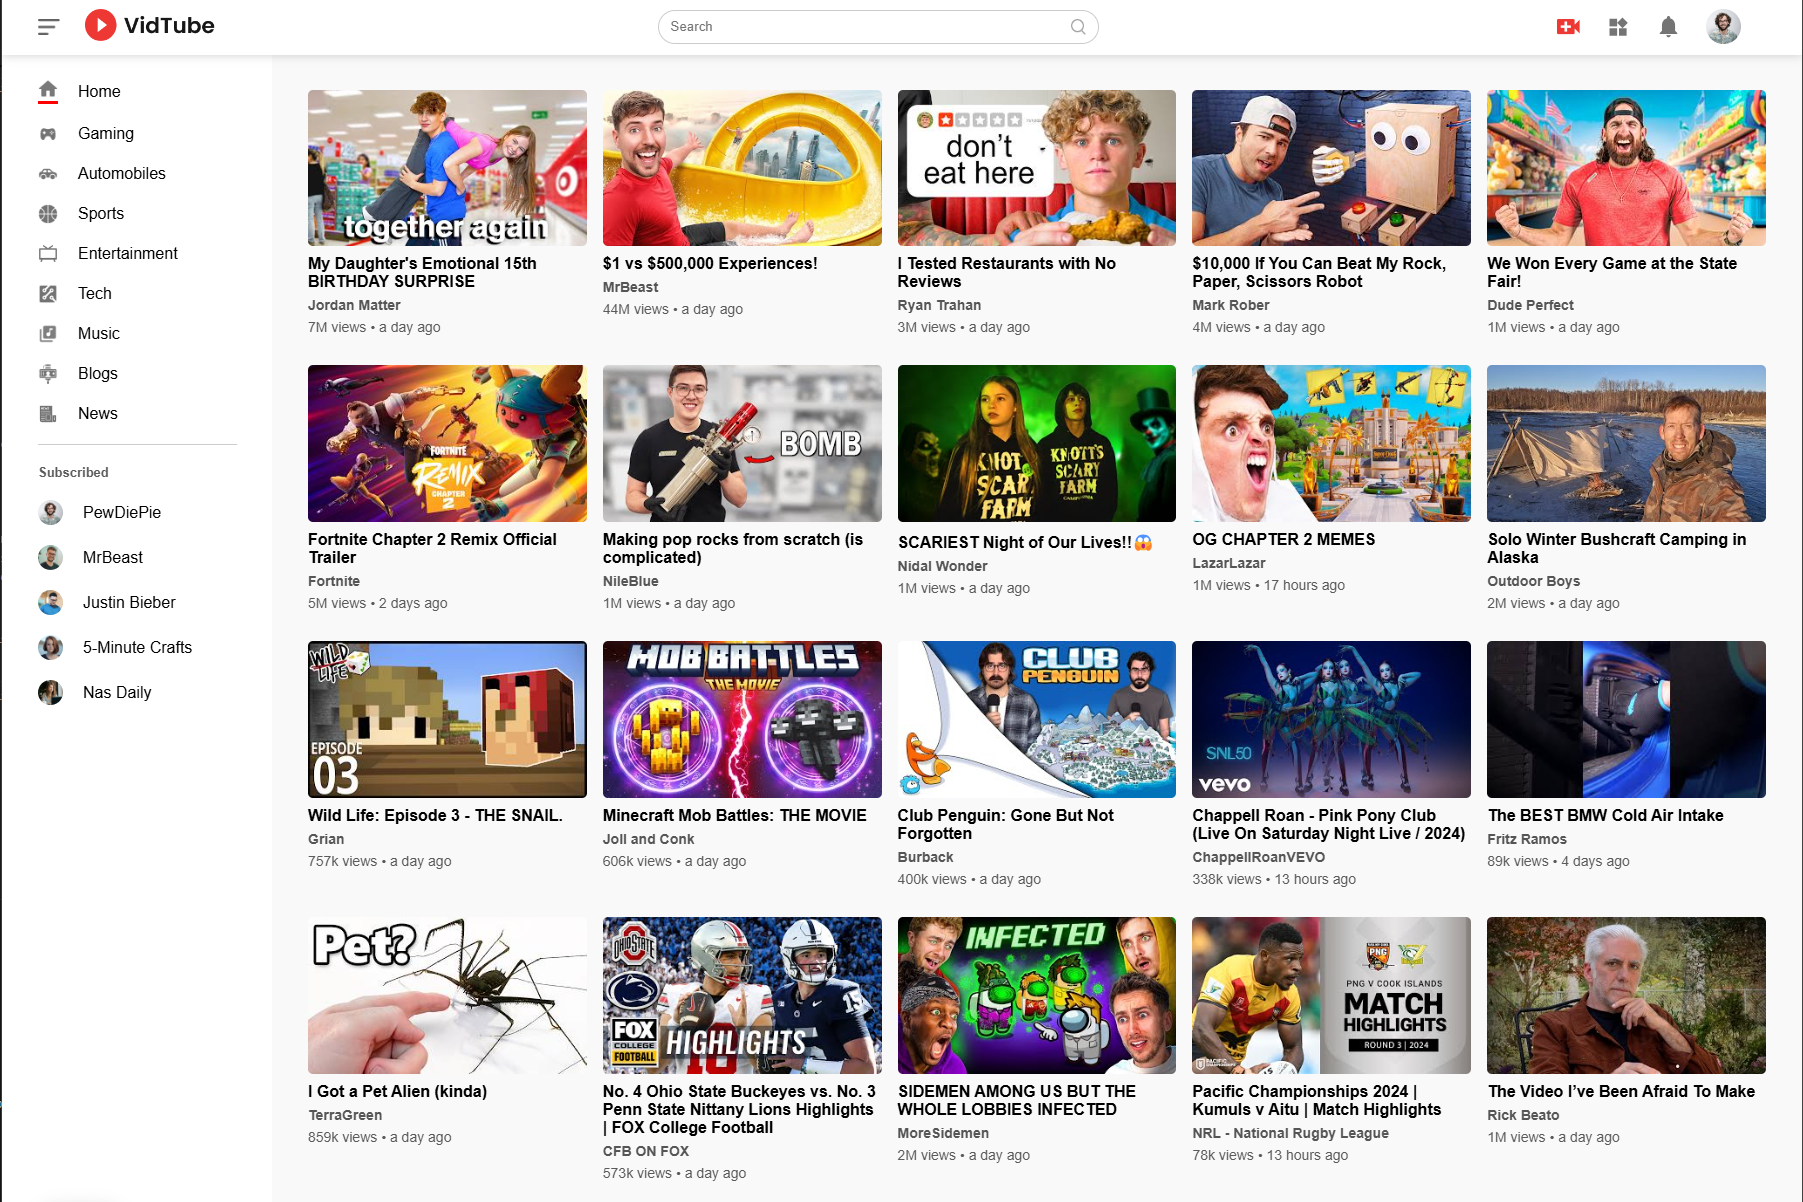 VidTube
Search
Home
Gaming
Automobiles
Sports
Entertainment
Tech
Music
Blogs
News
Subscribed
PewDiePie
MrBeast
Justin Bieber
5-Minute Crafts
Nas Daily
together again
My Daughter's Emotional 15th
BIRTHDAY SURPRISE
Jordan Matter
7M views • a day ago
$1 vs $500,000 Experiences!
MrBeast
44M views • a day ago
don't
eat here
I Tested Restaurants with No
Reviews
Ryan Trahan
3M views • a day ago
$10,000 If You Can Beat My Rock,
Paper, Scissors Robot
Mark Rober
4M views • a day ago
We Won Every Game at the State
Fair!
Dude Perfect
1M views • a day ago
FORTNITE
REMIX
CHAPTER
2
Fortnite Chapter 2 Remix Official
Trailer
Fortnite
5M views • 2 days ago
BOMB
Making pop rocks from scratch (is
complicated)
NileBlue
1M views • a day ago
KNOT
SCAR
FARM
KNOTT'S
SCARY
FARM
SCARIEST Night of Our Lives!!😱
Nidal Wonder
1M views • a day ago
OG CHAPTER 2 MEMES
LazarLazar
1M views • 17 hours ago
Solo Winter Bushcraft Camping in
Alaska
Outdoor Boys
2M views • a day ago
WILD
LIFE
EPISODE
03
Wild Life: Episode 3 - THE SNAIL.
Grian
757k views • a day ago
MOB BATTLES
THE MOVIE
Minecraft Mob Battles: THE MOVIE
Joll and Conk
606k views • a day ago
CLUB
PENGUIN
Club Penguin: Gone But Not
Forgotten
Burback
400k views • a day ago
SNL50
vevo
Chappell Roan - Pink Pony Club
(Live On Saturday Night Live / 2024)
ChappellRoanVEVO
338k views • 13 hours ago
The BEST BMW Cold Air Intake
Fritz Ramos
89k views • 4 days ago
Pet?
I Got a Pet Alien (kinda)
TerraGreen
859k views • a day ago
OHIO STATE
FOX
COLLEGE
FOOTBALL
HIGHLIGHTS
No. 4 Ohio State Buckeyes vs. No. 3
Penn State Nittany Lions Highlights
| FOX College Football
CFB ON FOX
573k views • a day ago
INFECTED
SIDEMEN AMONG US BUT THE
WHOLE LOBBIES INFECTED
MoreSidemen
2M views • a day ago
PNG
PNG V COOK ISLANDS
MATCH
HIGHLIGHTS
ROUND 3 | 2024
PACIFIC
CHAMPIONSHIPS
Pacific Championships 2024 |
Kumuls v Aitu | Match Highlights
NRL - National Rugby League
78k views • 13 hours ago
The Video I’ve Been Afraid To Make
Rick Beato
1M views • a day ago